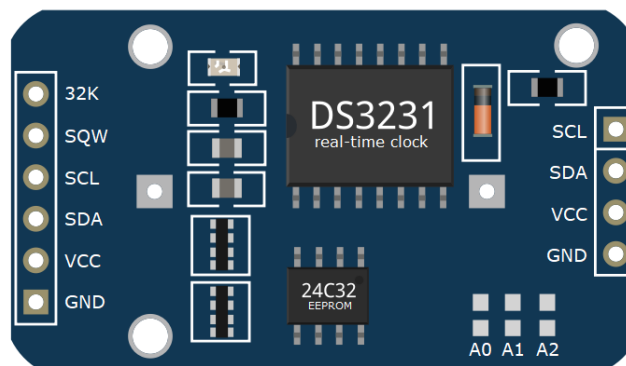 32K
SQW
SCL
SDA
VCC
GND
DS3231
real-time clock
24C32
EEPROM
SCL
SDA
VCC
GND
A0 A1 A2